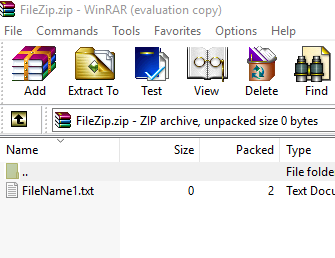 FileZip.zip - WinRAR (evaluation copy)
File Commands Tools Favorites Options Help
Add Extract To Test View Delete Find
FileZip.zip - ZIP archive, unpacked size 0 bytes
Name Size Packed Type
.. File folde
FileName1.txt 0 2 Text Docu